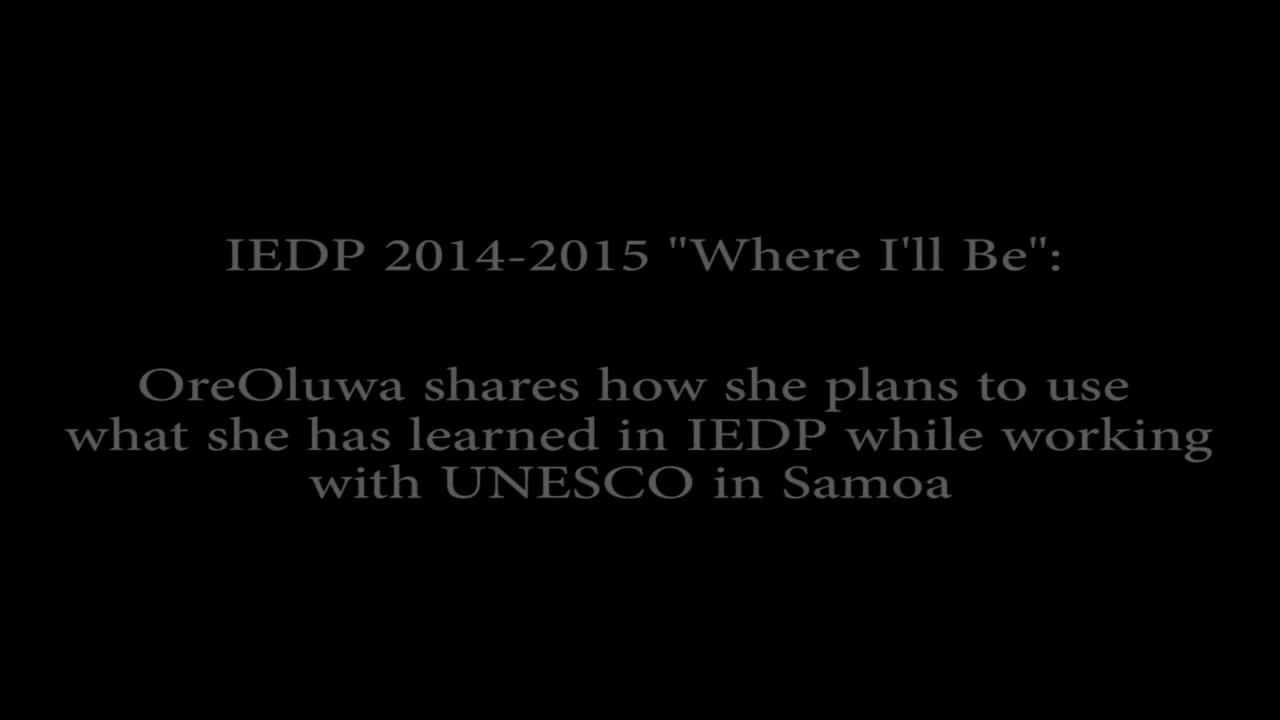 IEDP 2014-2015 "Where I'll Be":
OreOluwa shares how she plans to use
what she has learned in IEDP while working
with UNESCO in Samoa